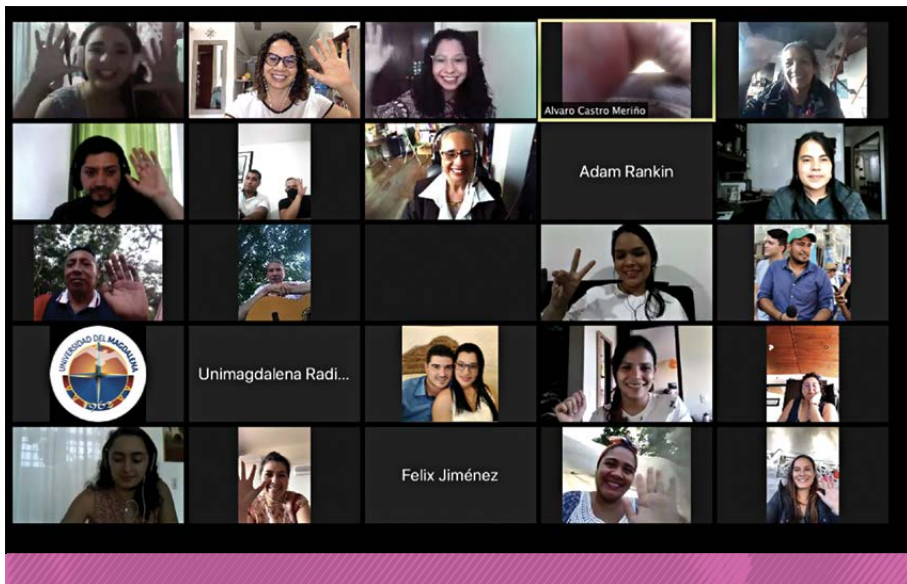 Alvaro Castro Meriño
Adam Rankin
UNIVERSIDAD DEL MAGDALENA
Unimagdalena Radi...
Felix Jiménez